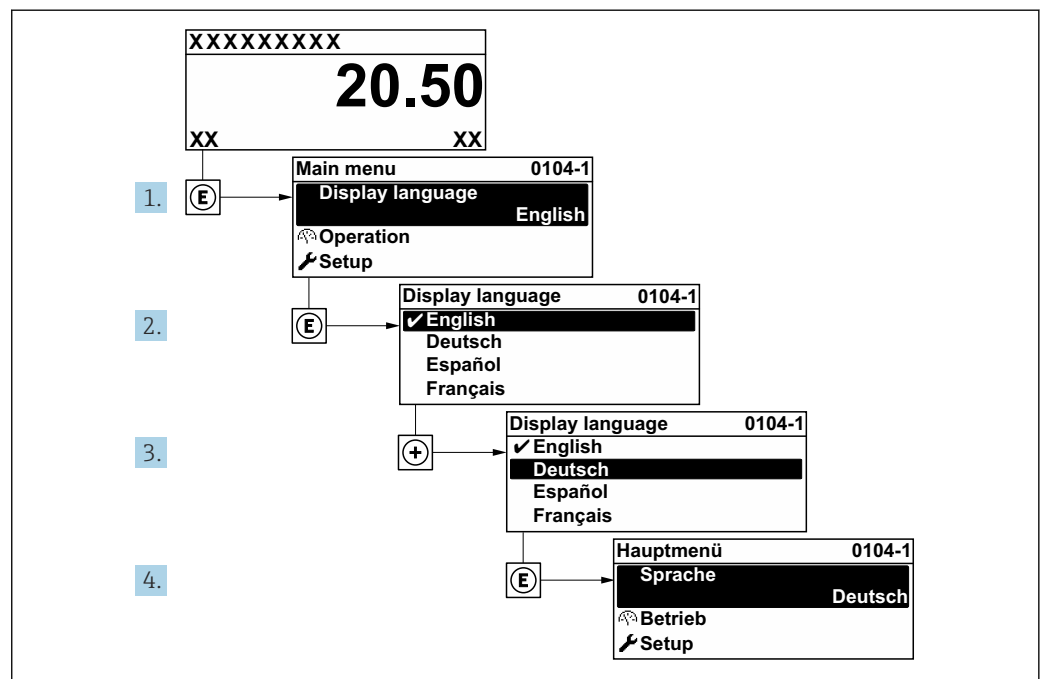 XXXXXXXXX
20.50
XX XX
Main menu 0104-1
1. E Display language
English
Operation
Setup
Display language 0104-1
2. E ✔English
Deutsch
Español
Français
Display language 0104-1
3. + ✔English
Deutsch
Español
Français
Hauptmenü 0104-1
4. E Sprache
Deutsch
Betrieb
Setup